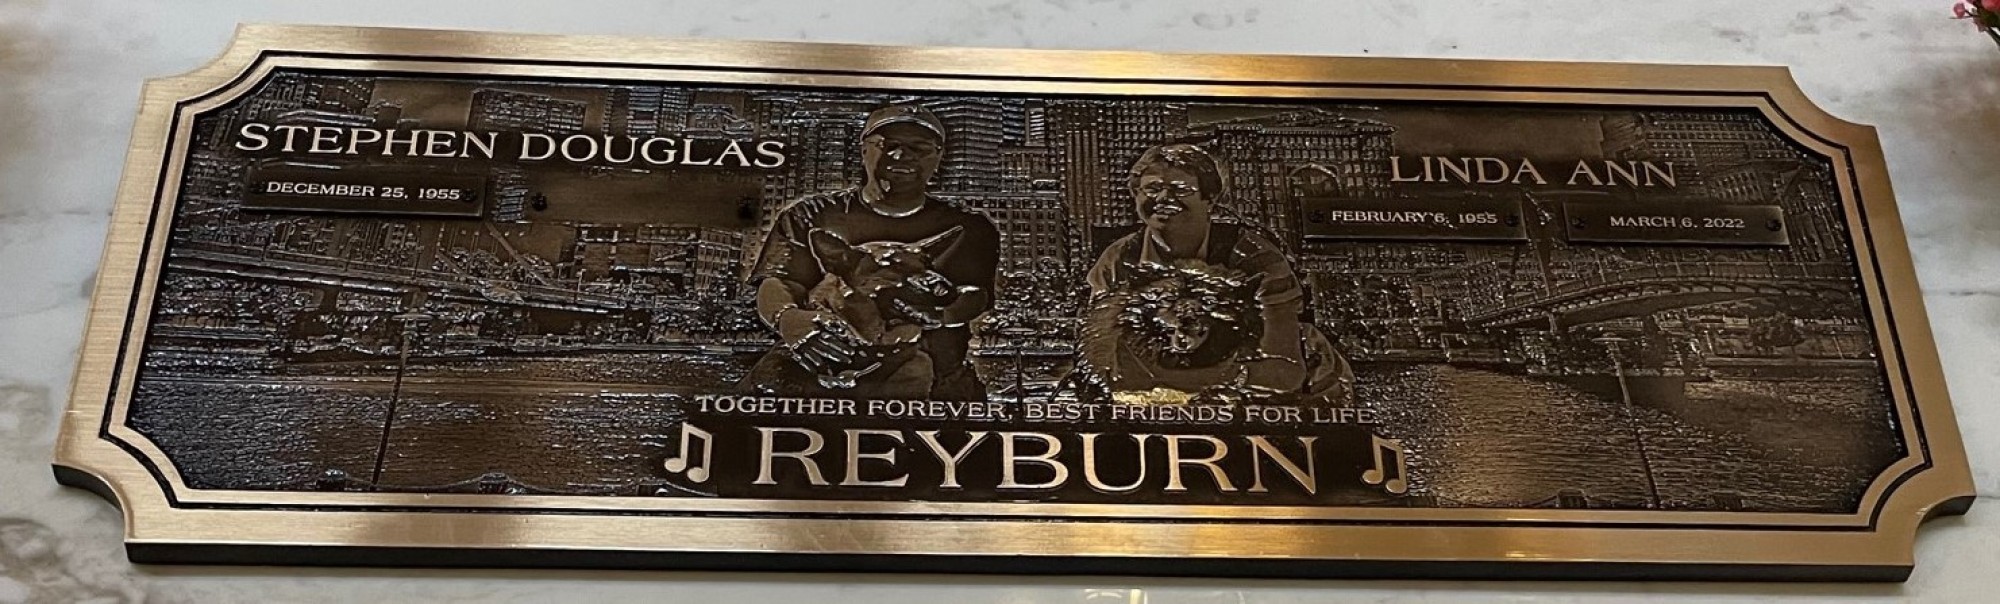 STEPHEN DOUGLAS
DECEMBER 25, 1955
LINDA ANN
FEBRUARY 6, 1955
MARCH 6, 2022
TOGETHER FOREVER, BEST FRIENDS FOR LIFE
♫ REYBURN ♫